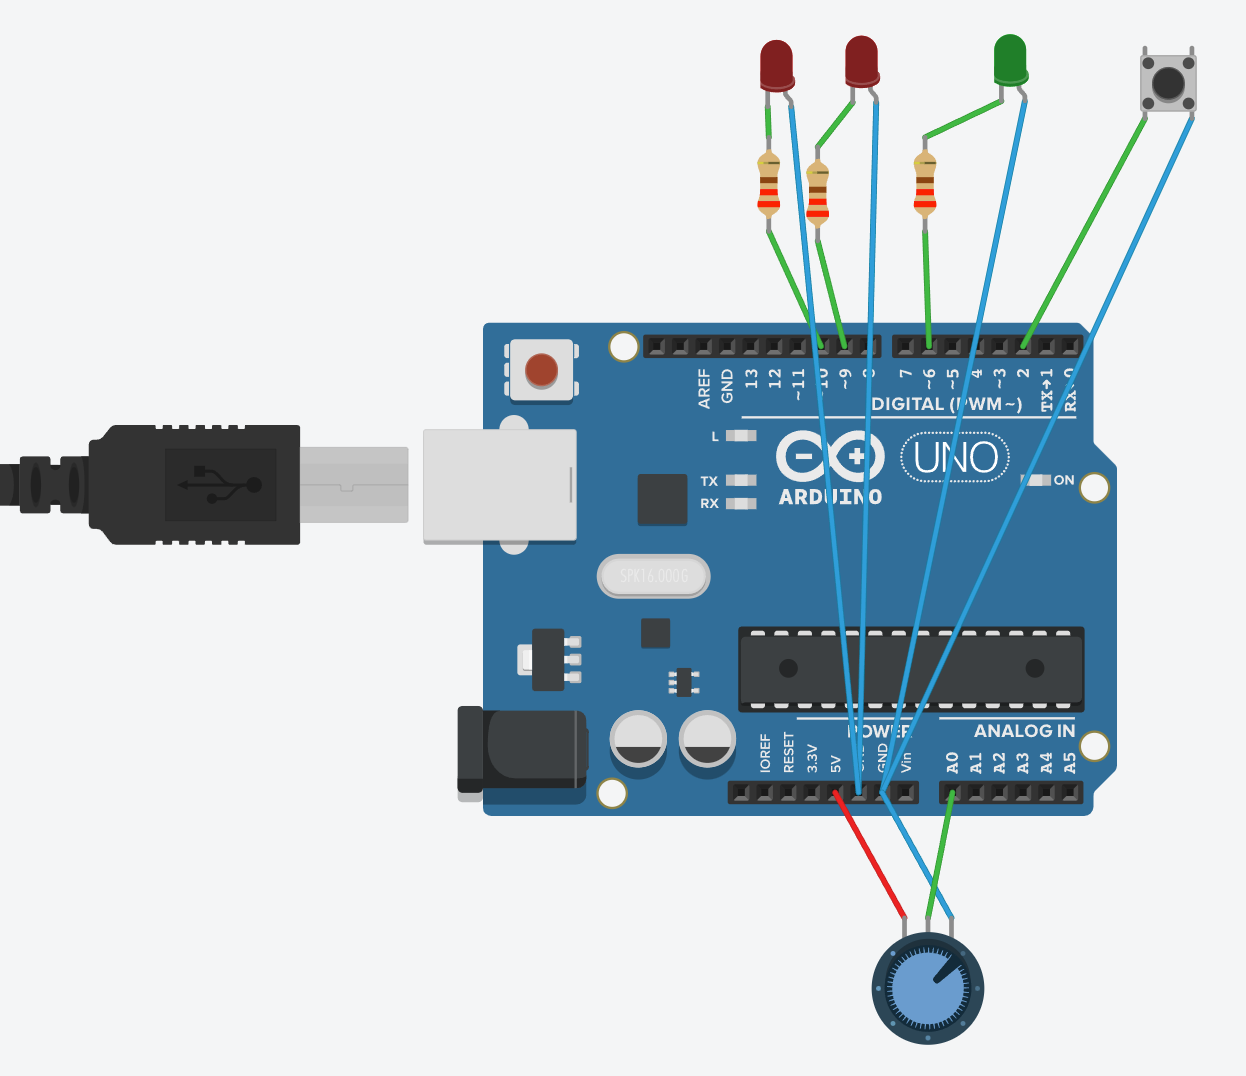 AREF
GND
13
12
~11
~10
~9
8
7
~6
~5
4
~3
2
TX→1
RX←0
DIGITAL (PWM~)
L
TX
RX
ARDUINO
UNO
ON
SPK16.000G
POWER
ANALOG IN
IOREF
RESET
3.3V
5V
GND
GND
Vin
A0
A1
A2
A3
A4
A5